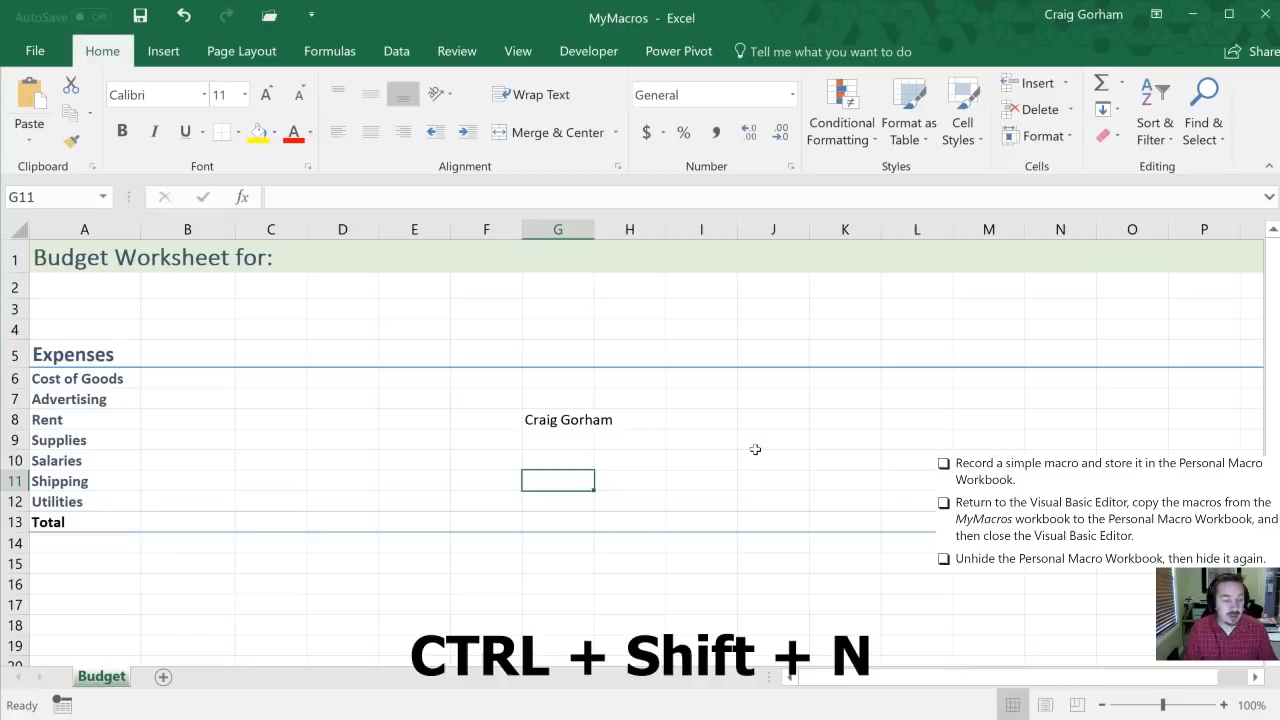 AutoSave Off MyMacros - Excel Craig Gorham
File Home Insert Page Layout Formulas Data Review View Developer Power Pivot Tell me what you want to do Share
Paste
Clipboard
Calibri 11
B I U A
Font
Wrap Text
Merge & Center
Alignment
General
$ % ,
Number
Conditional Formatting
Format as Table
Cell Styles
Styles
Insert
Delete
Format
Cells
Sort & Filter
Find & Select
Editing
G11 fx
A B C D E F G H I J K L M N O P
1 Budget Worksheet for:
2
3
4
5 Expenses
6 Cost of Goods
7 Advertising
8 Rent Craig Gorham
9 Supplies
10 Salaries
11 Shipping
12 Utilities
13 Total
14
15
16
17
18
19
Record a simple macro and store it in the Personal Macro
Workbook.
Return to the Visual Basic Editor, copy the macros from the
MyMacros workbook to the Personal Macro Workbook, and
then close the Visual Basic Editor.
Unhide the Personal Macro Workbook, then hide it again.
CTRL + Shift + N
Budget
Ready 100%